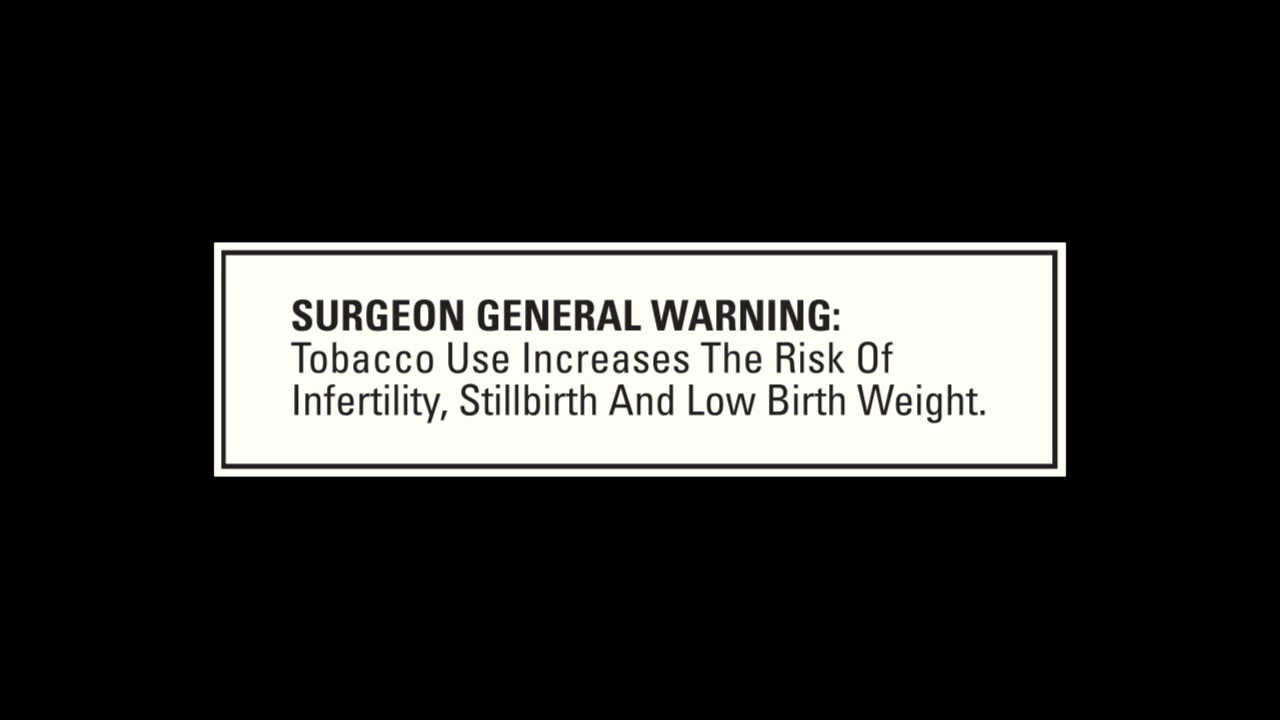 SURGEON GENERAL WARNING:
Tobacco Use Increases The Risk Of
Infertility, Stillbirth And Low Birth Weight.